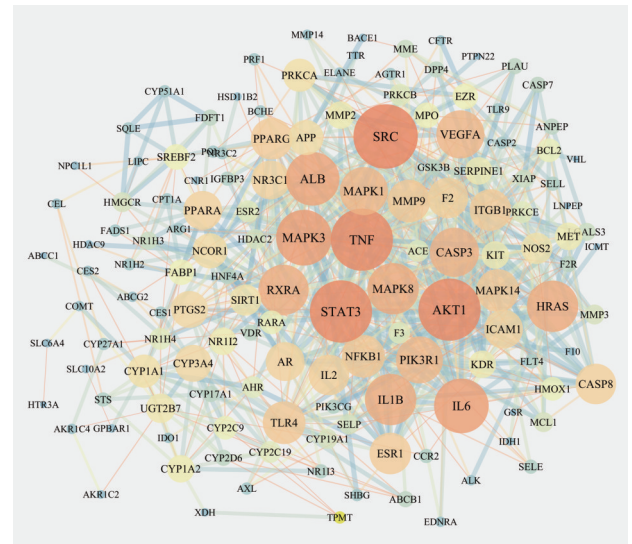 MMP14
BACE1
CFTR
PRF1
TTR
MME
PTPN22
PRKCA
ELANE
AGTR1
DPP4
PLAU
CYP51A1
HSD11B2
PRKCB
EZR
CASP7
BCHE
MMP2
MPO
TLR9
SQLE
FDFT1
PPARG
APP
SRC
VEGFA
CASP2
ANPEP
NR3C2
BCL2
LIPC
SREBF2
GSK3B
SERPINE1
VHL
NPC1L1
CNR1
IGFBP3
NR3C1
ALB
MAPK1
XIAP
SELL
CEL
HMGCR
CPT1A
PPARA
ESR2
MMP9
F2
ITGB1
PRKCE
LNPEP
FADS1
ARG1
MET
ALS3
HDAC9
NR1H3
NCOR1
HDAC2
MAPK3
TNF
ACE
CASP3
KIT
NOS2
ICMT
ABCC1
CES2
NR1H2
FABP1
HNF4A
F2R
ABCG2
SIRT1
RXRA
MAPK8
MAPK14
COMT
CES1
PTGS2
RARA
STAT3
AKT1
HRAS
MMP3
SLC6A4
CYP27A1
NR1H4
NR1I2
VDR
F3
ICAM1
SLC10A2
CYP1A1
CYP3A4
AR
NFKB1
PIK3R1
FLT4
IL2
KDR
HTR3A
STS
CYP17A1
AHR
HMOX1
CASP8
UGT2B7
PIK3CG
IL1B
IL6
GSR
MCL1
AKR1C4
GPBAR1
CYP2C9
SELP
TLR4
IDO1
CYP19A1
IDH1
CYP2D6
CYP2C19
ESR1
CCR2
SELE
CYP1A2
NR1I3
ALK
AKR1C2
AXL
SHBG
ABCB1
XDH
TPMT
EDNRA